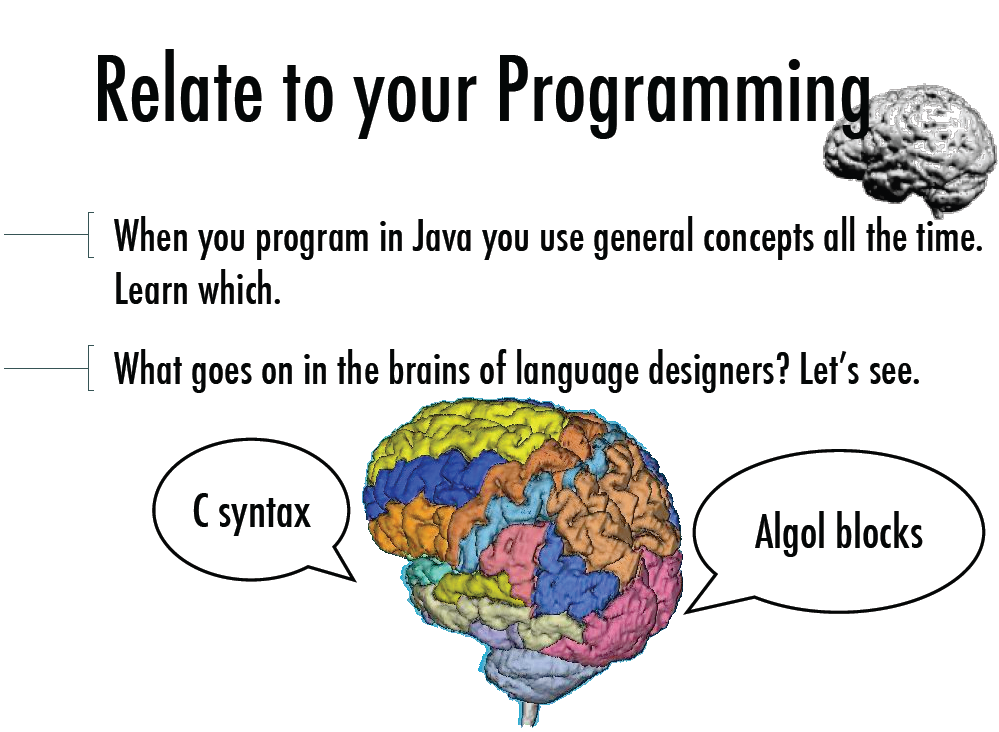 Relate to your Programming
When you program in Java you use general concepts all the time.
Learn which.
What goes on in the brains of language designers? Let’s see.
C syntax
Algol blocks